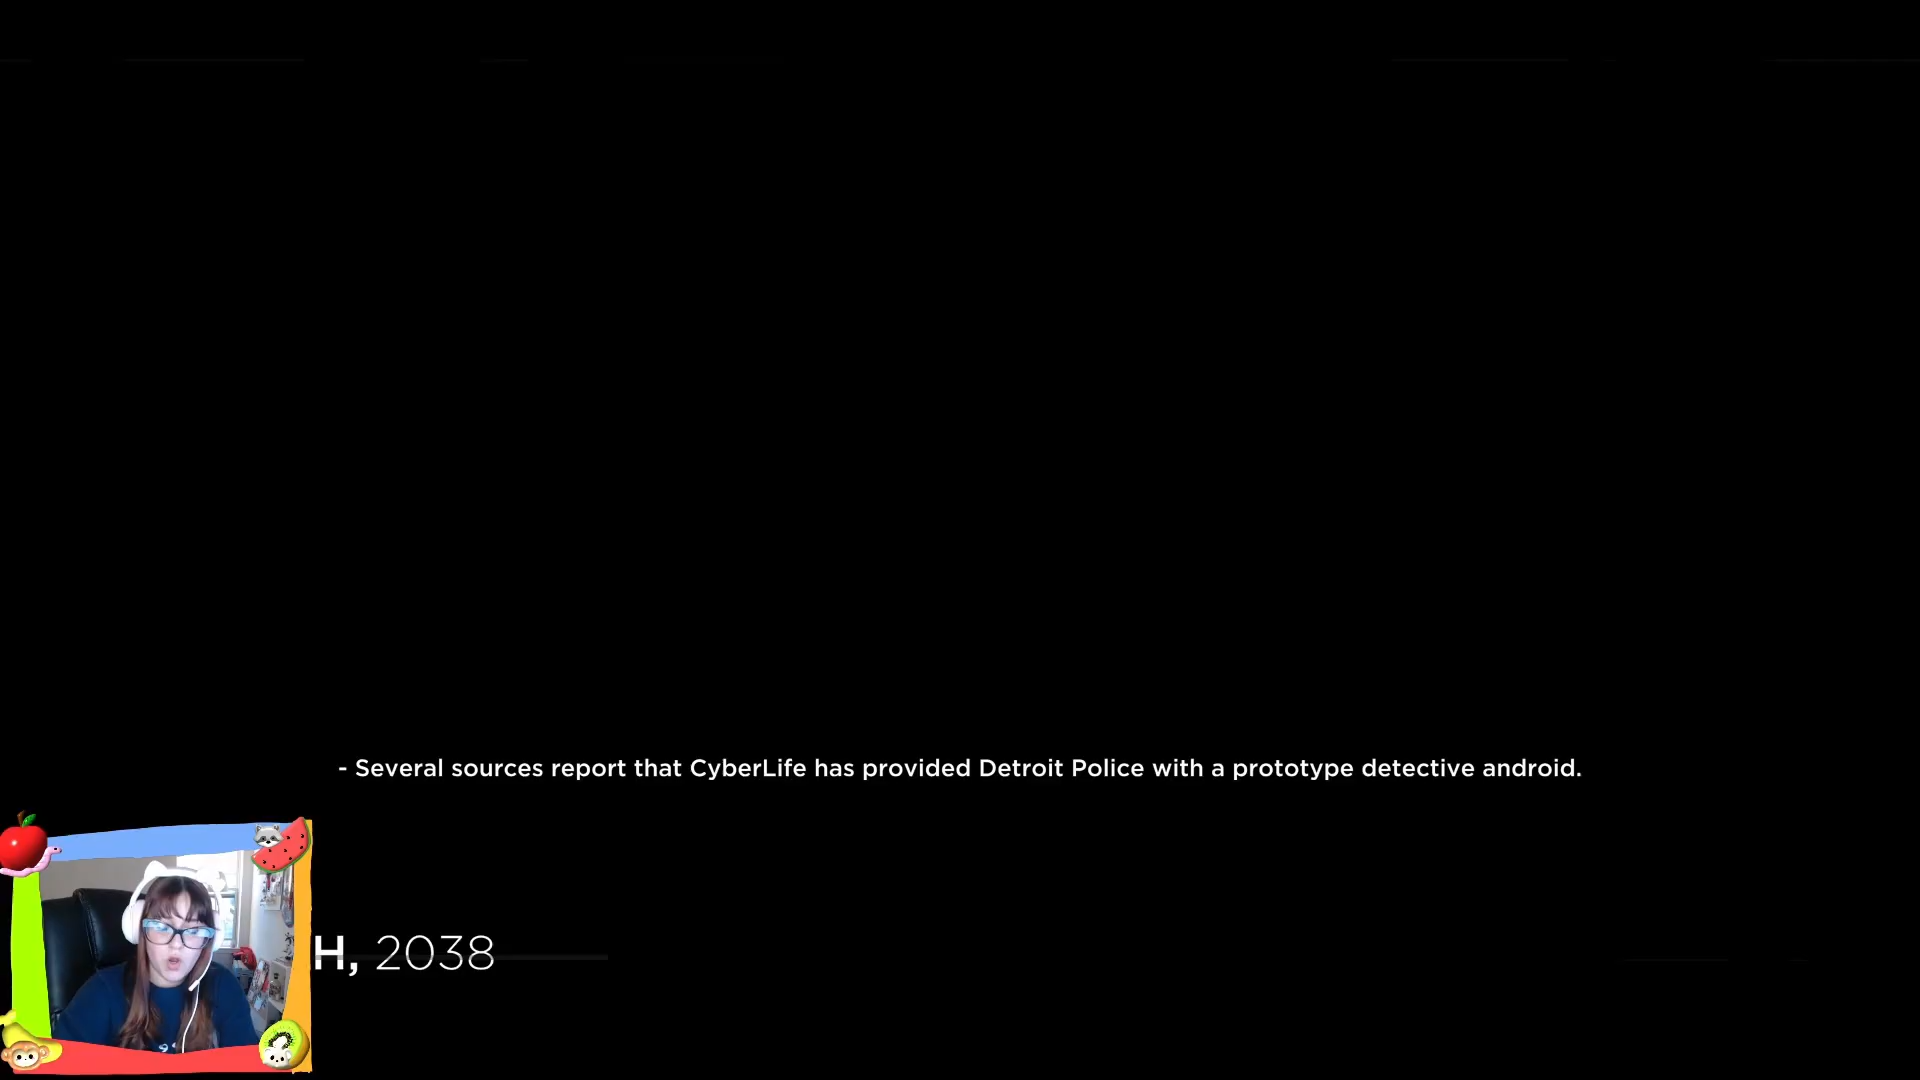 - Several sources report that CyberLife has provided Detroit Police with a prototype detective android.
H, 2038